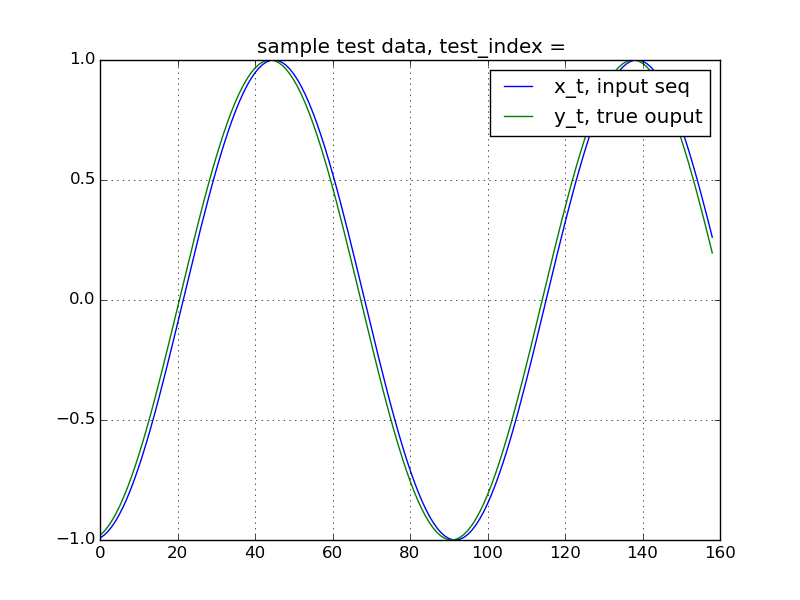 sample test data, test_index =
x_t, input seq
y_t, true ouput
1.0
0.5
0.0
−0.5
−1.0
0 20 40 60 80 100 120 140 160